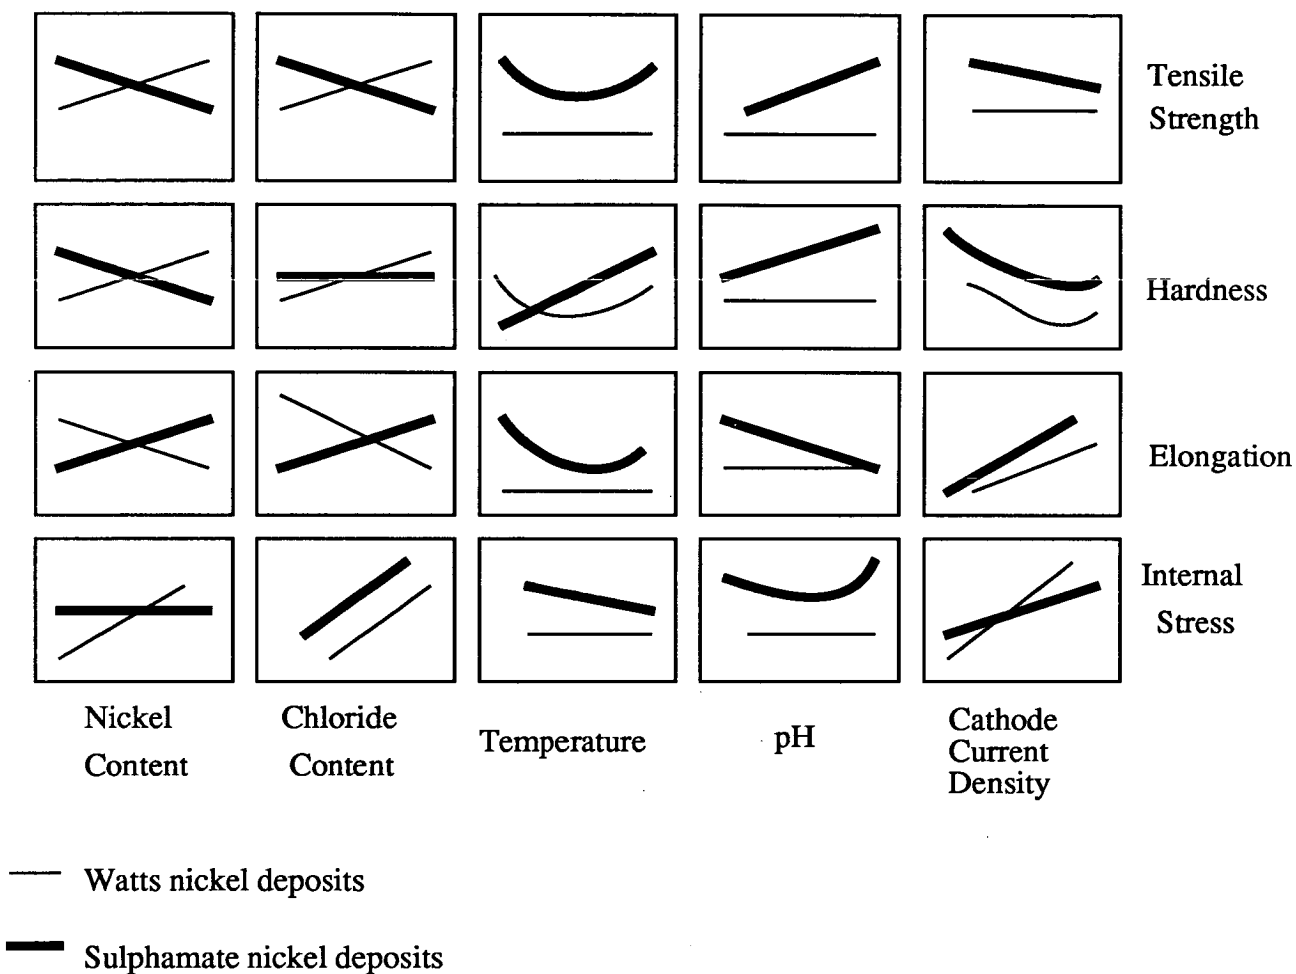 Tensile
Strength
Hardness
Elongation
Internal
Stress
Nickel
Content
Chloride
Content
Temperature
pH
Cathode
Current
Density
Watts nickel deposits
Sulphamate nickel deposits